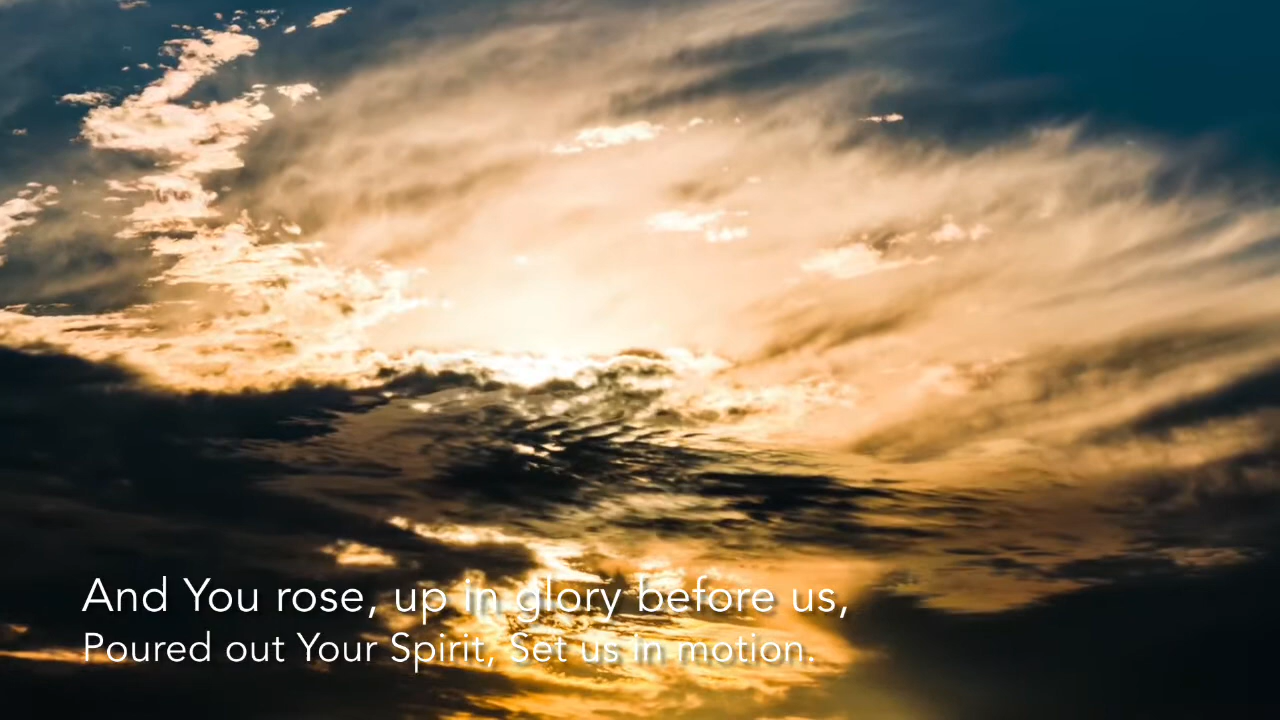 And You rose, up in glory before us,
Poured out Your Spirit, Set us in motion.